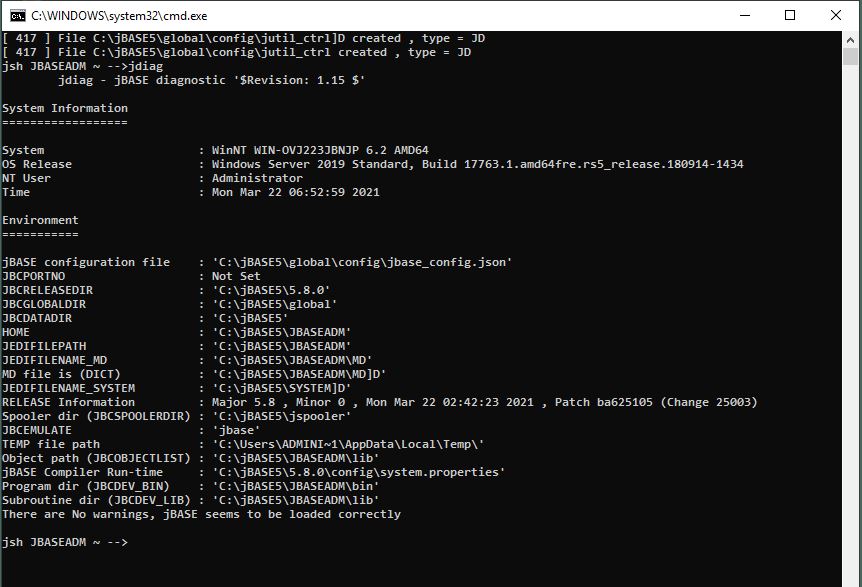 C:\WINDOWS\system32\cmd.exe
[ 417 ] File C:\jBASE5\global\config\jutil_ctrl]D created , type = JD
[ 417 ] File C:\jBASE5\global\config\jutil_ctrl created , type = JD
jsh JBASEADM ~ -->jdiag
        jdiag - jBASE diagnostic '$Revision: 1.15 $'
System Information
==================
System                      : WinNT WIN-OVJ223JBNJP 6.2 AMD64
OS Release                  : Windows Server 2019 Standard, Build 17763.1.amd64fre.rs5_release.180914-1434
NT User                     : Administrator
Time                        : Mon Mar 22 06:52:59 2021
Environment
===========
jBASE configuration file    : 'C:\jBASE5\global\config\jbase_config.json'
JBCPORTNO                   : Not Set
JBCRELEASEDIR               : 'C:\jBASE5\5.8.0'
JBCGLOBALDIR                : 'C:\jBASE5\global'
JBCDATADIR                  : 'C:\jBASE5'
HOME                        : 'C:\jBASE5\JBASEADM'
JEDIFILEPATH                : 'C:\jBASE5\JBASEADM'
JEDIFILENAME_MD             : 'C:\jBASE5\JBASEADM\MD'
MD file is (DICT)           : 'C:\jBASE5\JBASEADM\MD]D'
JEDIFILENAME_SYSTEM         : 'C:\jBASE5\SYSTEM]D'
RELEASE Information         : Major 5.8 , Minor 0 , Mon Mar 22 02:42:23 2021 , Patch ba625105 (Change 25003)
Spooler dir (JBCSPOOLERDIR) : 'C:\jBASE5\jspooler'
JBCEMULATE                  : 'jbase'
TEMP file path              : 'C:\Users\ADMINI~1\AppData\Local\Temp\'
Object path (JBCOBJECTLIST) : 'C:\jBASE5\JBASEADM\lib'
jBASE Compiler Run-time     : 'C:\jBASE5\5.8.0\config\system.properties'
Program dir (JBCDEV_BIN)    : 'C:\jBASE5\JBASEADM\bin'
Subroutine dir (JBCDEV_LIB) : 'C:\jBASE5\JBASEADM\lib'
There are No warnings, jBASE seems to be loaded correctly
jsh JBASEADM ~ -->